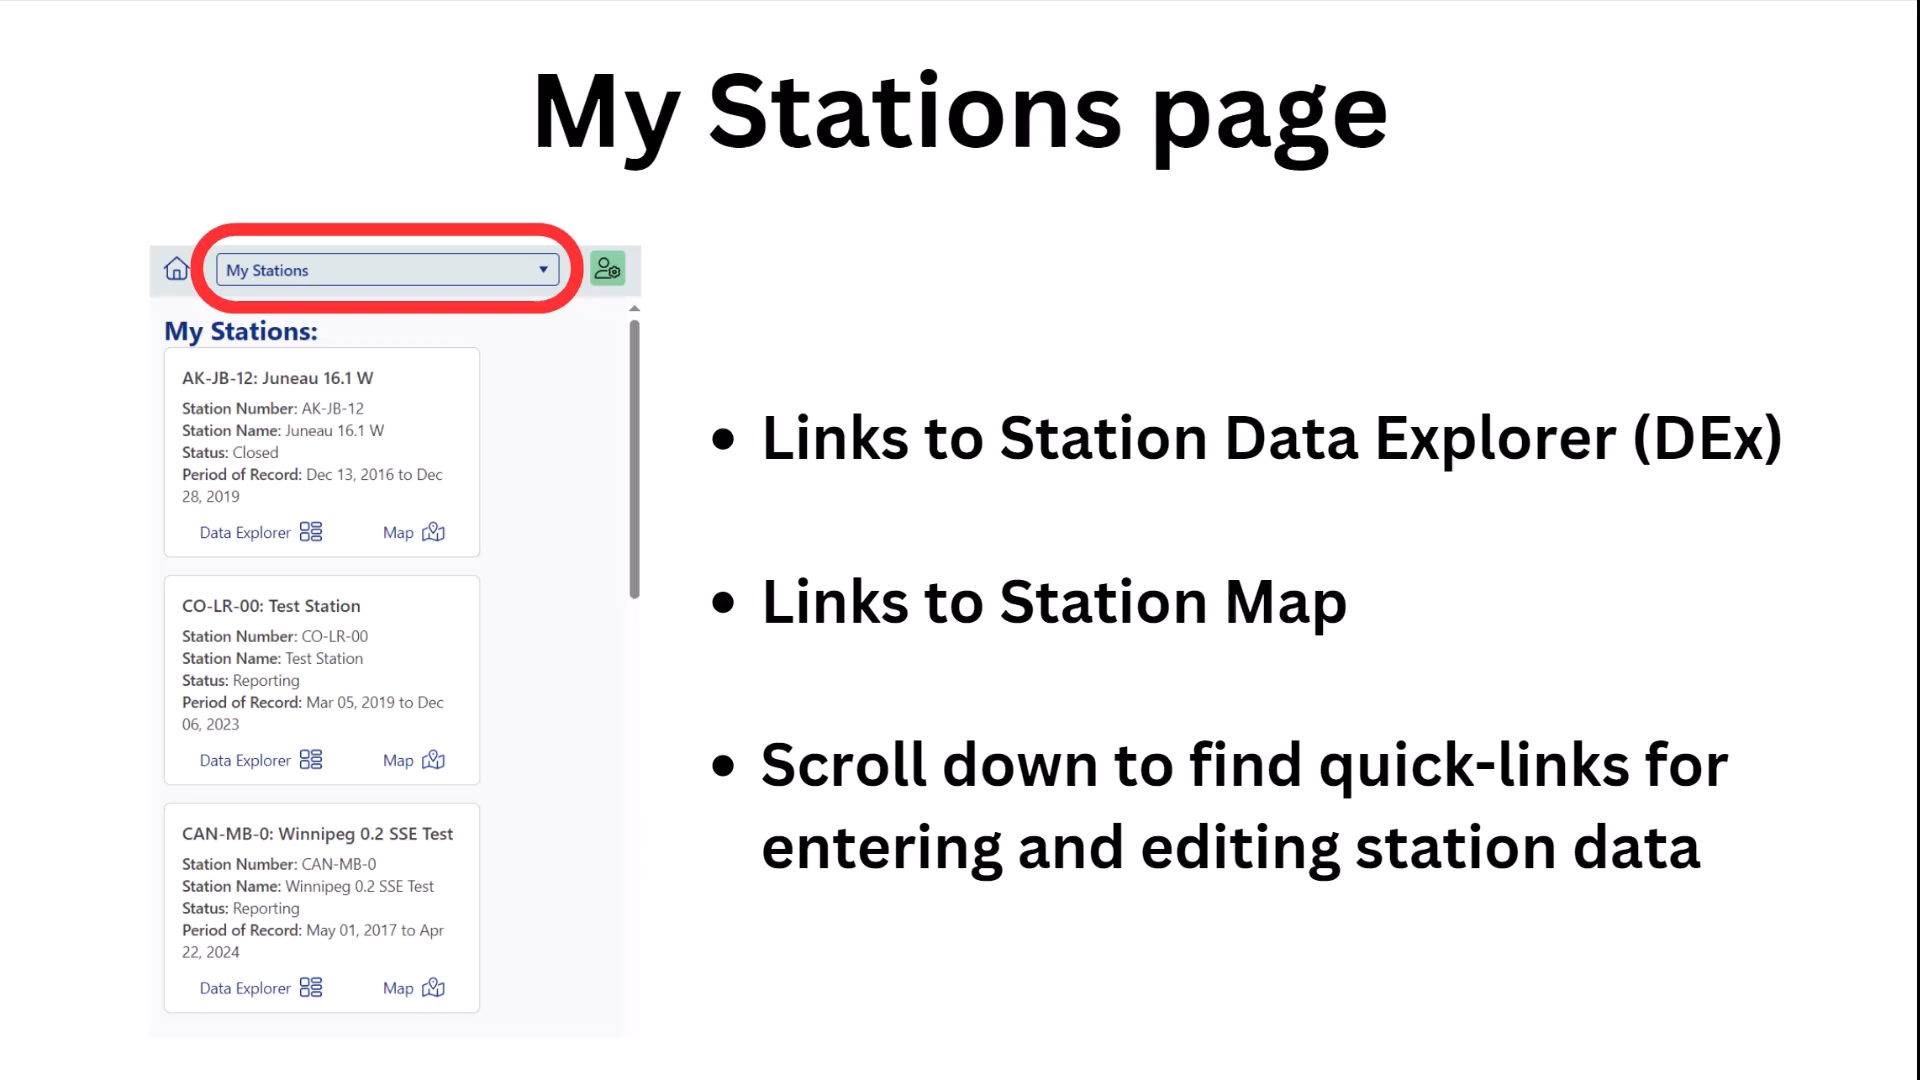 My Stations page
My Stations
My Stations:
AK-JB-12: Juneau 16.1 W
Station Number: AK-JB-12
Station Name: Juneau 16.1 W
Status: Closed
Period of Record: Dec 13, 2016 to Dec
28, 2019
Data Explorer Map
CO-LR-00: Test Station
Station Number: CO-LR-00
Station Name: Test Station
Status: Reporting
Period of Record: Mar 05, 2019 to Dec
06, 2023
Data Explorer Map
CAN-MB-0: Winnipeg 0.2 SSE Test
Station Number: CAN-MB-0
Station Name: Winnipeg 0.2 SSE Test
Status: Reporting
Period of Record: May 01, 2017 to Apr
22, 2024
Data Explorer Map
• Links to Station Data Explorer (DEx)
• Links to Station Map
• Scroll down to find quick-links for
entering and editing station data